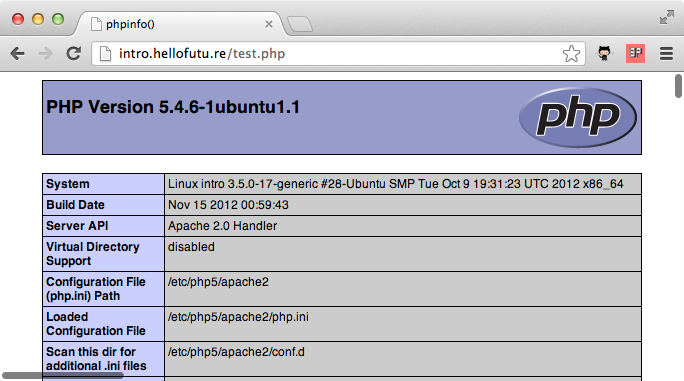 phpinfo()
intro.hellofutu.re/test.php
PHP Version 5.4.6-1ubuntu1.1
php
System Linux intro 3.5.0-17-generic #28-Ubuntu SMP Tue Oct 9 19:31:23 UTC 2012 x86_64
Build Date Nov 15 2012 00:59:43
Server API Apache 2.0 Handler
Virtual Directory disabled
Support
Configuration File /etc/php5/apache2
(php.ini) Path
Loaded /etc/php5/apache2/php.ini
Configuration File
Scan this dir for /etc/php5/apache2/conf.d
additional .ini files